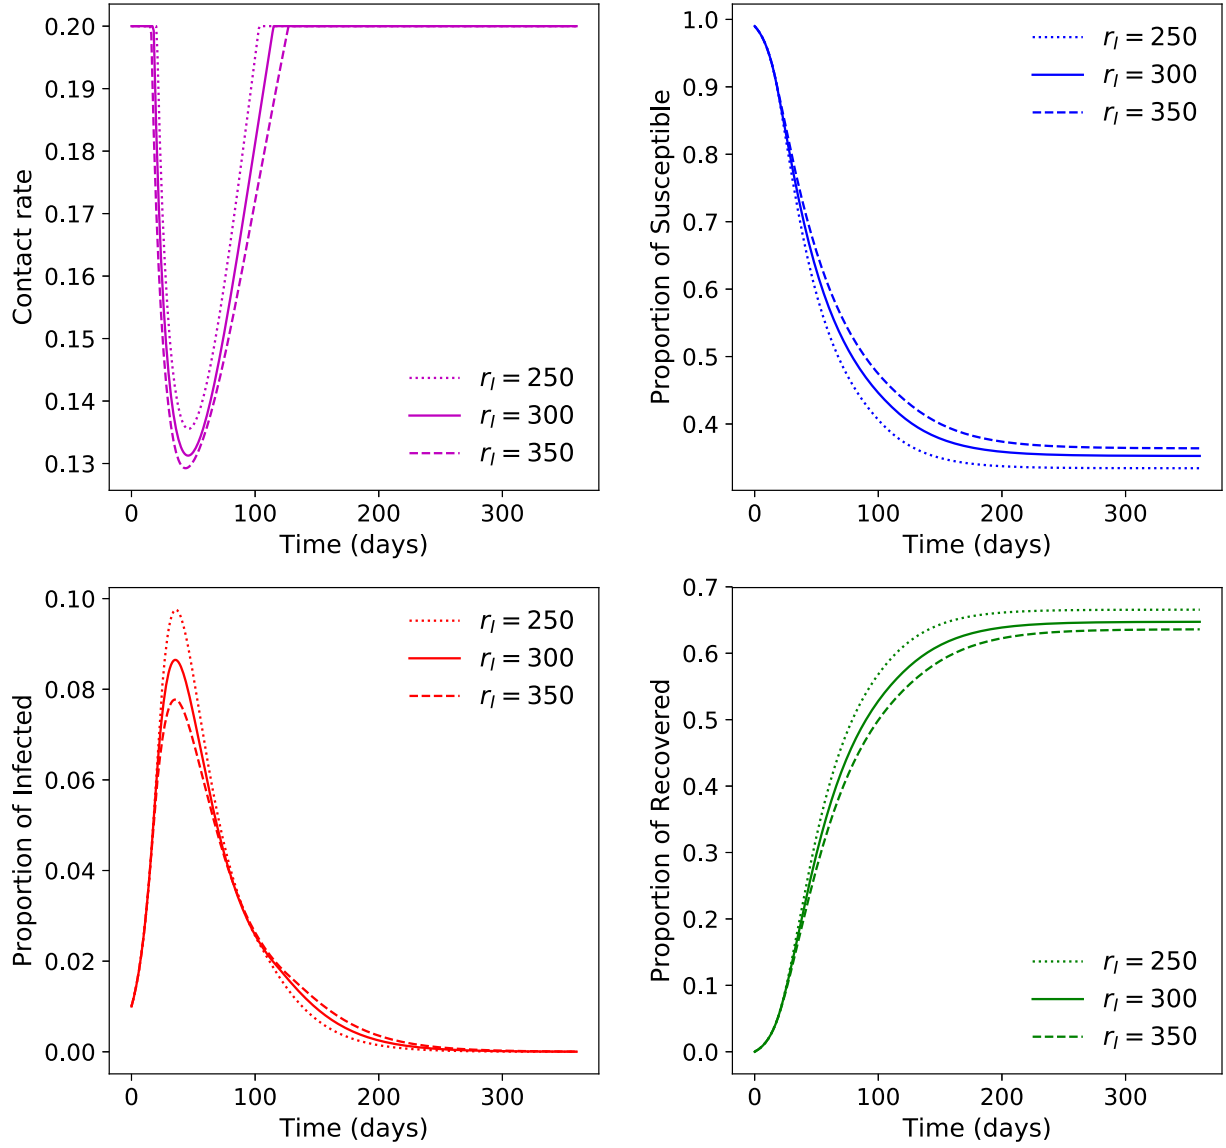 0.20
0.19
0.18
0.17
0.16
0.15
0.14
0.13
Contact rate
r_I = 250
r_I = 300
r_I = 350
0 100 200 300
Time (days)
1.0
0.9
0.8
0.7
0.6
0.5
0.4
Proportion of Susceptible
r_I = 250
r_I = 300
r_I = 350
0 100 200 300
Time (days)
0.10
0.08
0.06
0.04
0.02
0.00
Proportion of Infected
r_I = 250
r_I = 300
r_I = 350
0 100 200 300
Time (days)
0.7
0.6
0.5
0.4
0.3
0.2
0.1
0.0
Proportion of Recovered
r_I = 250
r_I = 300
r_I = 350
0 100 200 300
Time (days)